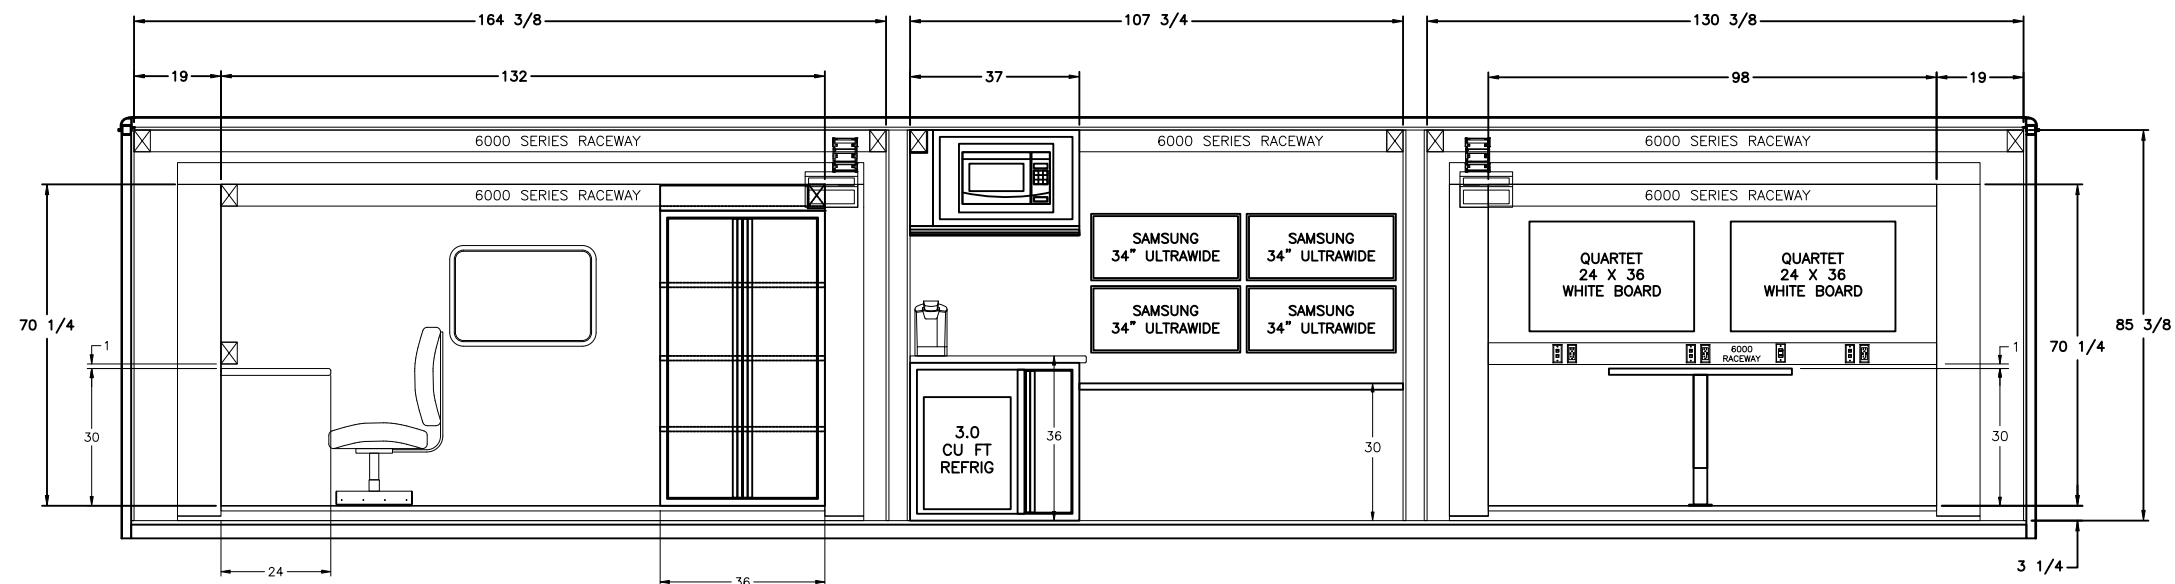 164 3/8
107 3/4
130 3/8
19
132
37
98
19
6000 SERIES RACEWAY
6000 SERIES RACEWAY
6000 SERIES RACEWAY
6000 SERIES RACEWAY
6000 SERIES RACEWAY
SAMSUNG
34" ULTRAWIDE
SAMSUNG
34" ULTRAWIDE
SAMSUNG
34" ULTRAWIDE
SAMSUNG
34" ULTRAWIDE
QUARTET
24 X 36
WHITE BOARD
QUARTET
24 X 36
WHITE BOARD
70 1/4
1
30
6000
RACEWAY
1
70 1/4
85 3/8
3.0
CU FT
REFRIG
36
30
30
24
36
3 1/4